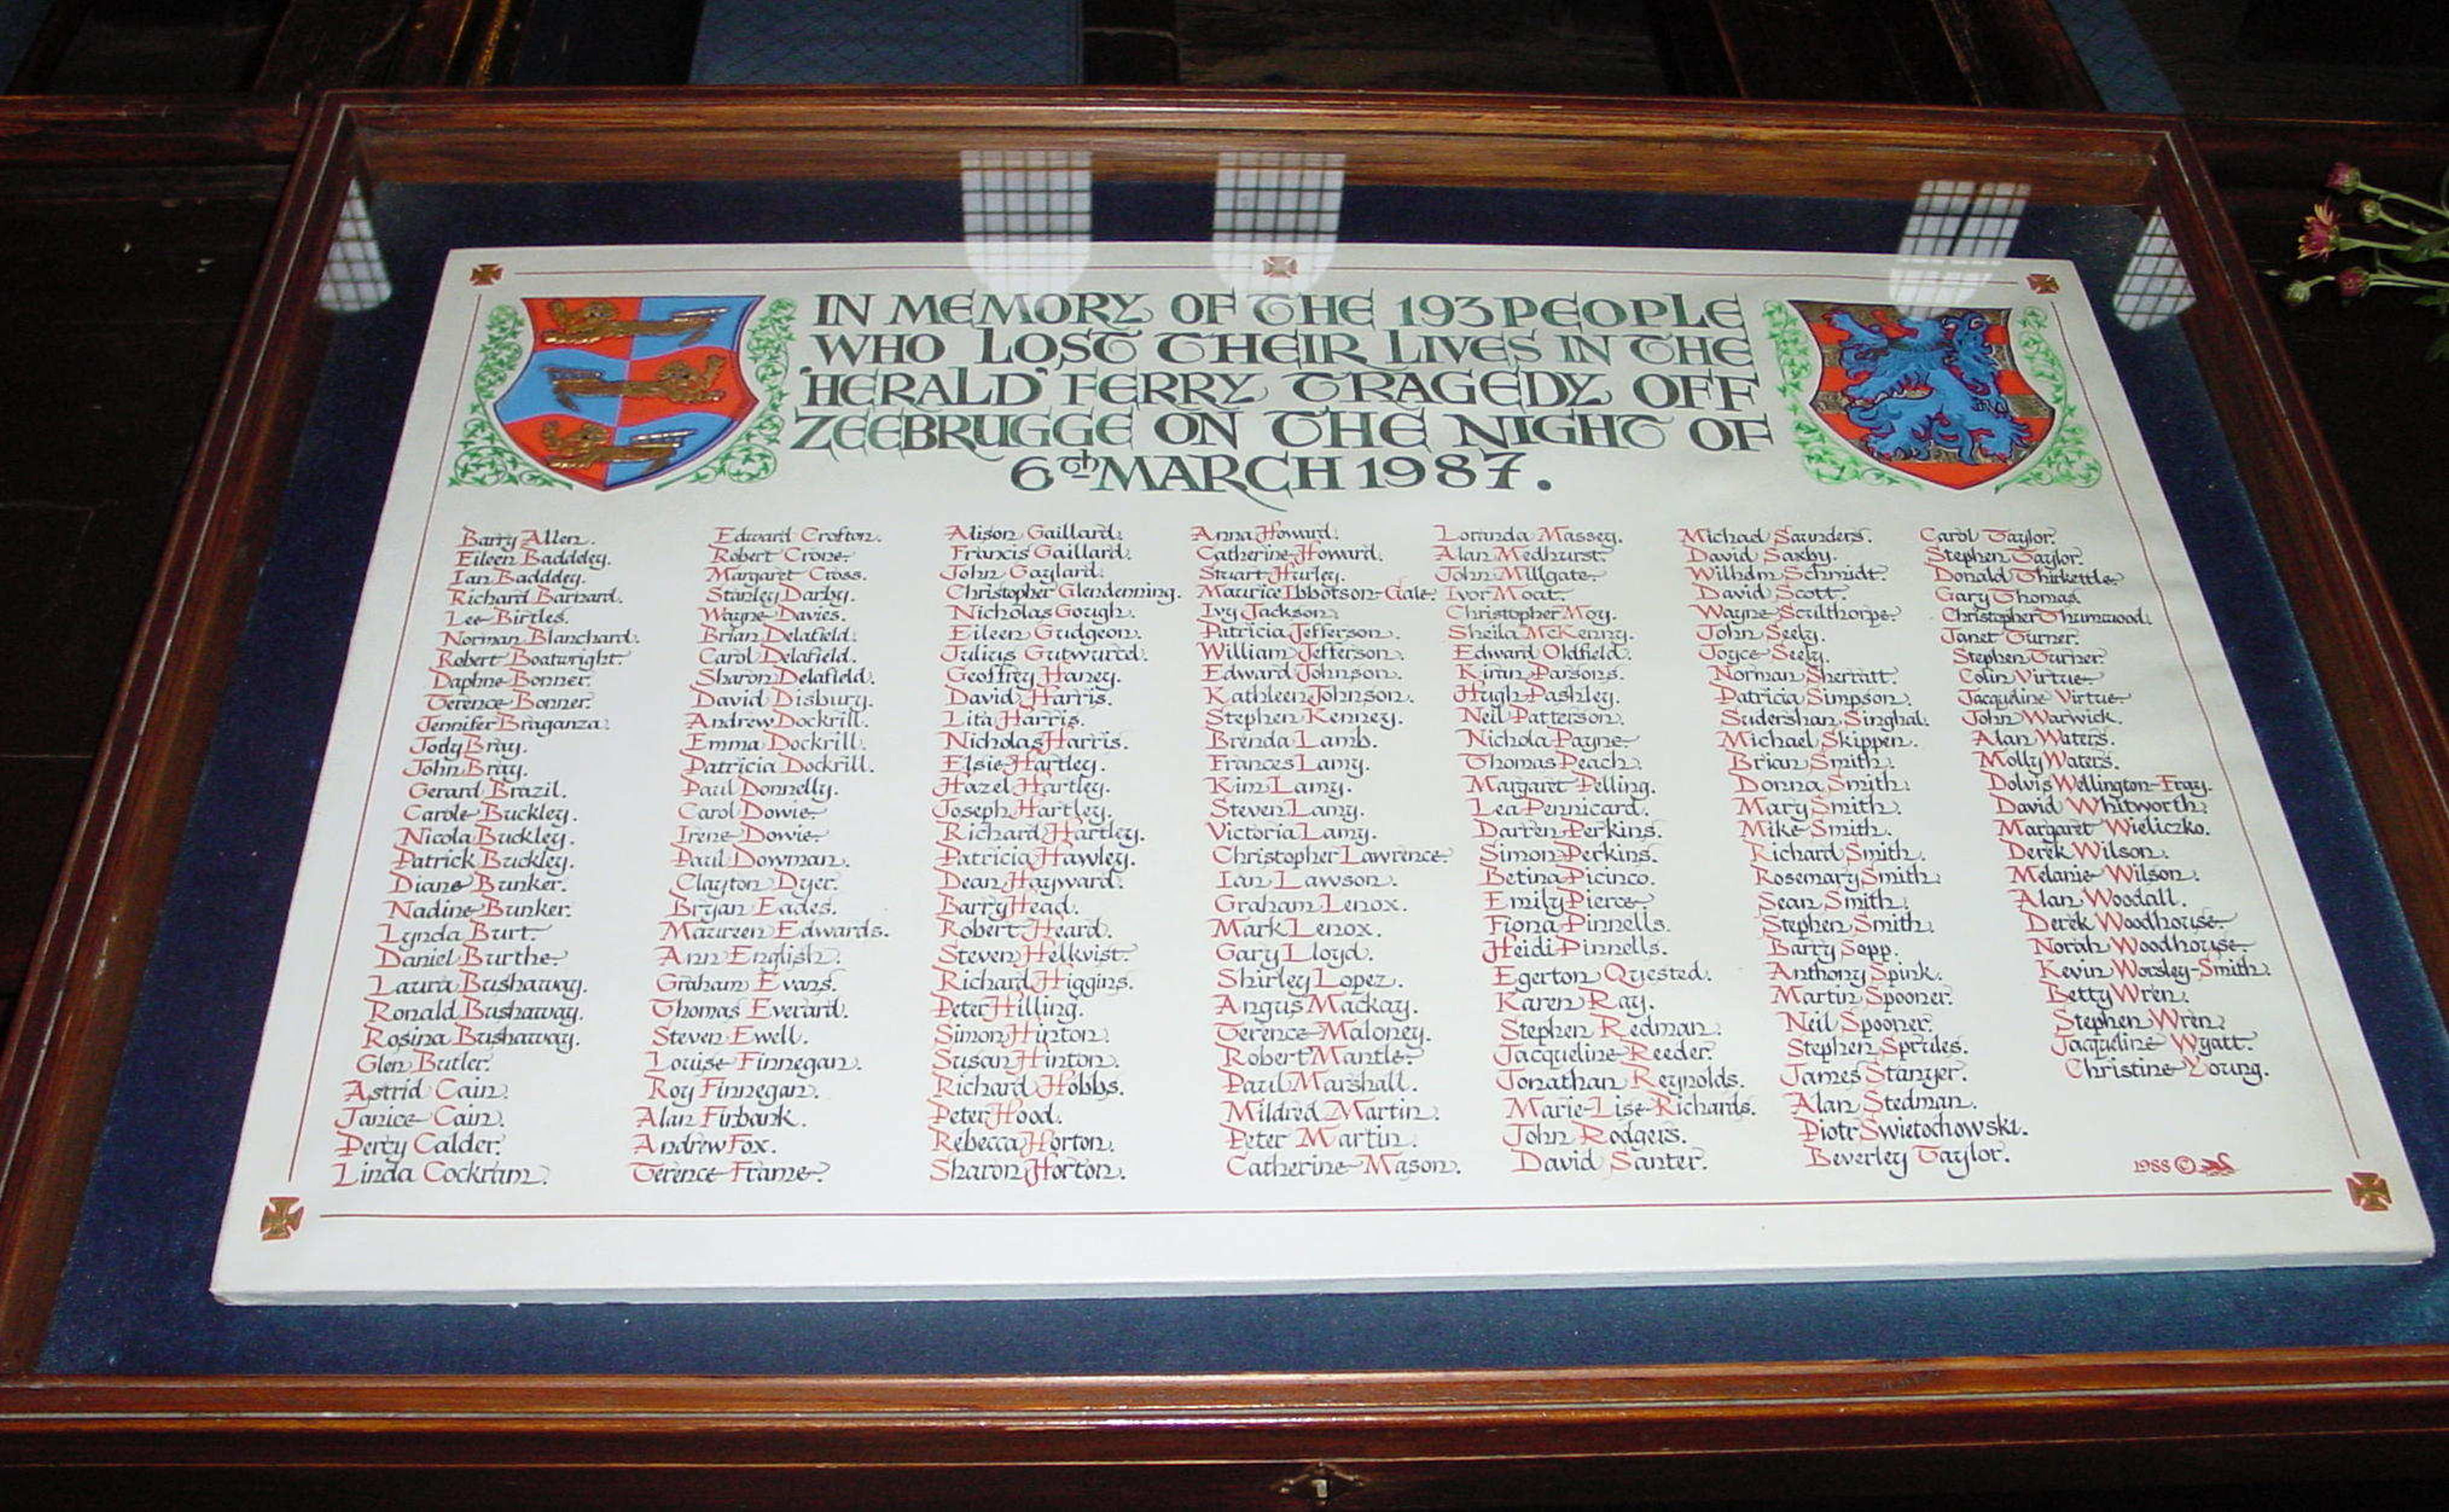 IN MEMORY OF THE 193 PEOPLE
WHO LOST THEIR LIVES IN THE
'HERALD' FERRY TRAGEDY OFF
ZEEBRUGGE ON THE NIGHT OF
6th MARCH 1987.
Barry Allen.
Eileen Badddey.
Ian Badddey.
Richard Barnard.
Lee Birtles.
Norman Blanchard.
Robert Boatwright.
Daphne Bonner.
Terence Bonner.
Jennifer Braganza.
Jody Bray.
John Bray.
Gerard Brazil.
Carole Buckley.
Nicola Buckley.
Patrick Buckley.
Diane Bunker.
Nadine Bunker.
Lynda Burt.
Daniel Burthe.
Laura Bushaway.
Ronald Bushaway.
Rosina Bushaway.
Glen Butler.
Astrid Cain.
Janice Cain.
Percy Calder.
Linda Cockram.
Edward Crofton.
Robert Crone.
Margaret Cross.
Stanley Darby.
Wayne Davies.
Brian Delafield.
Carol Delafield.
Sharon Delafield.
David Disbury.
Andrew Dockrill.
Emma Dockrill.
Patricia Dockrill.
Paul Donnelly.
Carol Dowie.
Irene Dowie.
Paul Dowman.
Clayton Dyer.
Bryan Eades.
Maureen Edwards.
Ann English.
Graham Evans.
Thomas Everard.
Steven Ewell.
Louise Finnegan.
Roy Finnegan.
Alan Firbank.
Andrew Fox.
Terence Frame.
Alison Gaillard.
Francis Gaillard.
John Gaylard.
Christopher Glendenning.
Nicholas Gough.
Eileen Gudgeon.
Julius Gutwurcd.
Geoffrey Haney.
David Harris.
Lita Harris.
Nicholas Harris.
Elsie Hartley.
Hazel Hartley.
Joseph Hartley.
Richard Hartley.
Patricia Hawley.
Dean Hayward.
Barry Head.
Robert Heard.
Steven Helkvist.
Richard Higgins.
Peter Hilling.
Simon Hinton.
Susan Hinton.
Richard Hobbs.
Peter Hood.
Rebecca Horton.
Sharon Horton.
Anna Howard.
Catherine Howard.
Stuart Hurley.
Maurice Ibbotson-Gale.
Ivy Jackson.
Patricia Jefferson.
William Jefferson.
Edward Johnson.
Kathleen Johnson.
Stephen Kenney.
Brenda Lamb.
Frances Lamy.
Kim Lamy.
Steven Lamy.
Victoria Lamy.
Christopher Lawrence.
Ian Lawson.
Graham Lenox.
Mark Lenox.
Gary Lloyd.
Shirley Lopez.
Angus Mackay.
Terence Maloney.
Robert Mantle.
Paul Marshall.
Mildred Martin.
Peter Martin.
Catherine Mason.
Loranda Massey.
Alan Medhurst.
John Millgate.
Ivor Moat.
Christopher Moy.
Sheila McKenny.
Edward Oldfield.
Kiran Parsons.
Hugh Pashley.
Neil Patterson.
Nichola Payne.
Thomas Peach.
Margaret Pelling.
Lea Pennicard.
Darren Perkins.
Simon Perkins.
Betina Picinco.
Emily Pierce.
Fiona Pinnells.
Heidi Pinnells.
Egerton Quested.
Karen Ray.
Stephen Redman.
Jacqueline Reeder.
Jonathan Reynolds.
Marie-Lise Richards.
John Rodgers.
David Santer.
Michael Saunders.
David Saxby.
Wilhelm Schmidt.
David Scott.
Wayne Sculthorpe.
John Seely.
Joyce Seely.
Norman Sherratt.
Patricia Simpson.
Sudershan Singhal.
Michael Skippen.
Brian Smith.
Donna Smith.
Mary Smith.
Mike Smith.
Richard Smith.
Rosemary Smith.
Sean Smith.
Stephen Smith.
Barry Sopp.
Anthony Spink.
Martin Spooner.
Neil Spooner.
Stephen Sprules.
James Stanyer.
Alan Stedman.
Piotr Swietochowski.
Beverley Taylor.
Carol Taylor.
Stephen Taylor.
Donald Thirkettle.
Gary Thomas.
Christopher Thurnwood.
Janet Turner.
Stephen Turner.
Colin Virtue.
Jacqueline Virtue.
John Warwick.
Alan Waters.
Molly Waters.
Dolvis Wellington-Fray.
David Whitworth.
Margaret Wieliczko.
Derek Wilson.
Melanie Wilson.
Alan Woodall.
Derek Woodhouse.
Norah Woodhouse.
Kevin Worsley-Smith.
Betty Wren.
Stephen Wren.
Jacqueline Wyatt.
Christine Young.
1988 ©